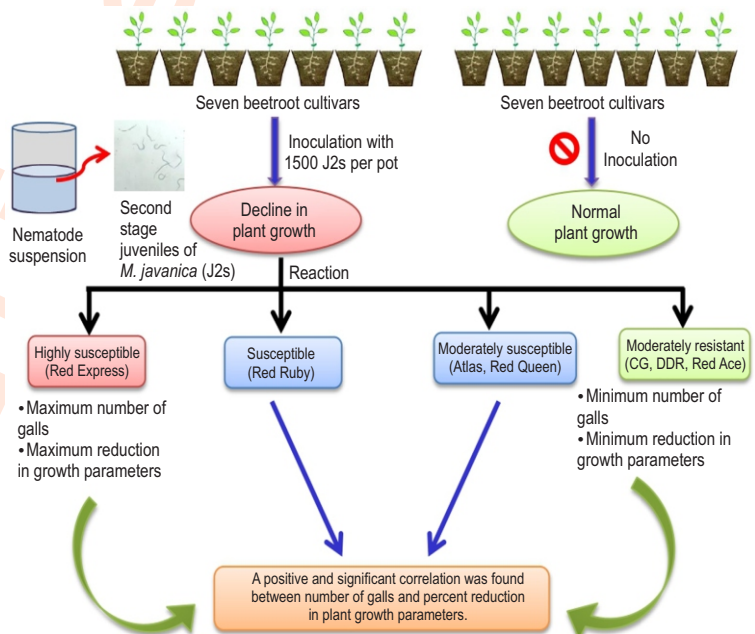 Seven beetroot cultivars
Seven beetroot cultivars
Inoculation with
1500 J2s per pot
No
Inoculation
Nematode
suspension
Second
stage
juveniles of
M. javanica (J2s)
Decline in
plant growth
Normal
plant growth
Reaction
Highly susceptible
(Red Express)
Susceptible
(Red Ruby)
Moderately susceptible
(Atlas, Red Queen)
Moderately resistant
(CG, DDR, Red Ace)
•Maximum number of
galls
•Maximum reduction
in growth parameters
•Minimum number of
galls
•Minimum reduction in
growth parameters
A positive and significant correlation was found
between number of galls and percent reduction
in plant growth parameters.